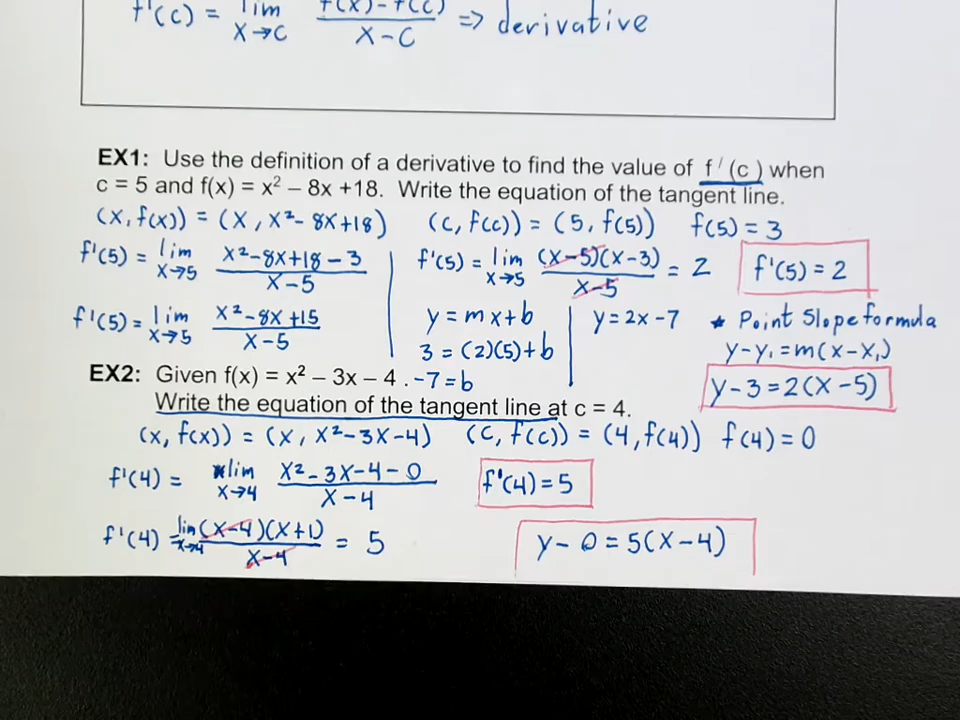 f'(c) = lim x→c f(x)-f(c) / x-c => derivative
EX1: Use the definition of a derivative to find the value of f ′ (c ) when
c = 5 and f(x) = x² – 8x +18. Write the equation of the tangent line.
(x, f(x)) = (x, x²-8x+18) (c, f(c)) = (5, f(5)) f(5) = 3
f'(5) = lim x→5 x²-8x+18-3 / x-5
f'(5) = lim x→5 x²-8x+15 / x-5
f'(5) = lim x→5 (x-5)(x-3) / x-5 = 2
f'(5) = 2
y = mx+b
3 = (2)(5)+b
-7 = b
y = 2x-7
* Point Slope formula
y-y₁=m(x-x₁)
y-3=2(x-5)
EX2: Given f(x) = x² – 3x – 4 .
Write the equation of the tangent line at c = 4.
(x, f(x)) = (x, x²-3x-4) (c, f(c)) = (4, f(4)) f(4) = 0
f'(4) = lim x→4 x²-3x-4-0 / x-4
f'(4) = 5
f'(4) = lim x→4 (x-4)(x+1) / x-4 = 5
y-0=5(x-4)